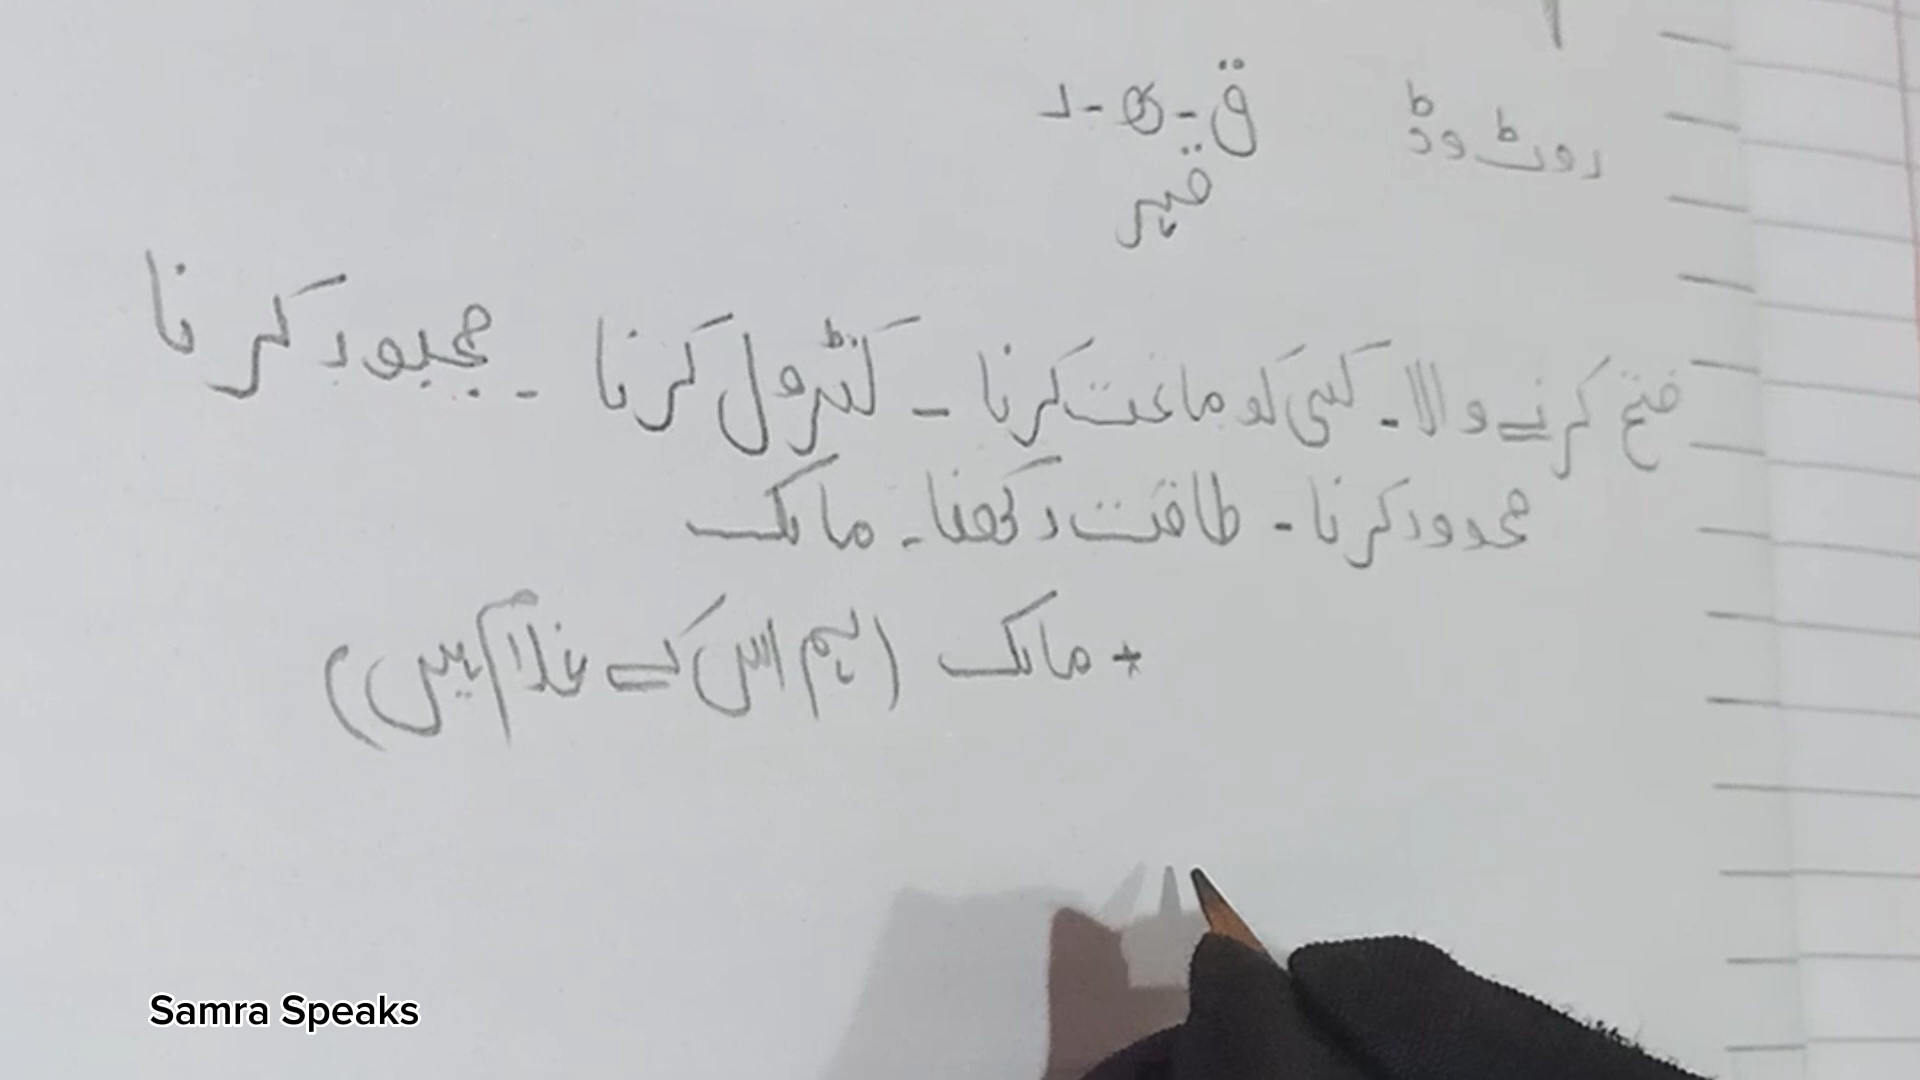 روٹ ورڈ ق - ھ - ر
قہر
فتح کرنے والا - کسی کو ماتحت کرنا - کنٹرول کرنا - مجبور کرنا
محدود کرنا - طاقت رکھنا - مالک
* مالک (ہم اس کے غلام ہیں)
Samra Speaks